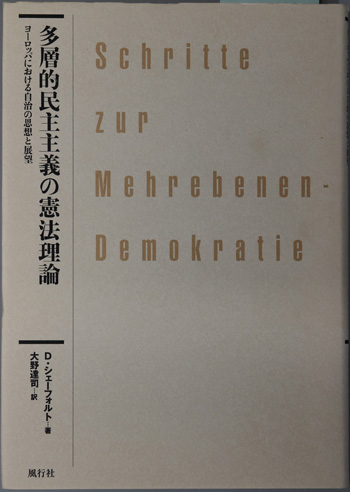 多層的民主主義の憲法理論
ヨーロッパにおける自治の思想と展望
Schritte
zur
Mehrebenen-
Demokratie
D・シェーフォルト―著
大野達司―訳
風行社